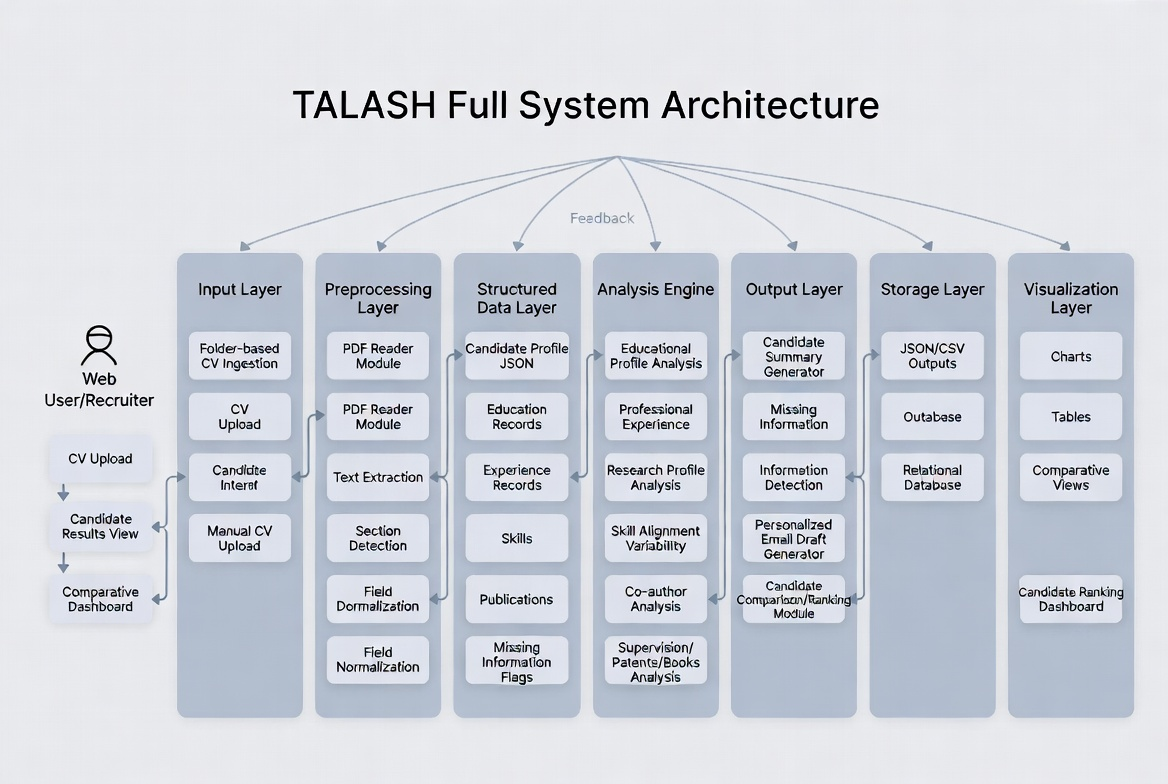 TALASH Full System Architecture
Feedback
Web
User/Recruiter
CV Upload
Candidate
Results View
Comparative
Dashboard
Input Layer
Folder-based
CV Ingestion
CV
Upload
Candidte
Interf
Manual CV
Upload
Preprocessing
Layer
PDF Reader
Module
PDF Reader
Module
Text Extraction
Section
Detection
Field
Dormalization
Field
Normalization
Structured
Data Layer
Candidate Profile
JSON
Education
Records
Experience
Records
Skills
Publications
Missing
Information
Flags
Analysis Engine
Educational
Profile Analysis
Professional
Experience
Research Profile
Analysis
Skill Alignment
Variability
Co-author
Analysis
Supervision/
Patents/Books
Analysis
Output Layer
Candidate
Summary
Generator
Missing
Information
Information
Detection
Personalized
Email Draft
Generator
Candidate
Comparison/Ranking
Module
Storage Layer
JSON/CSV
Outputs
Outabase
Relational
Database
Visualization
Layer
Charts
Tables
Comparative
Views
Candidate Ranking
Dashboard